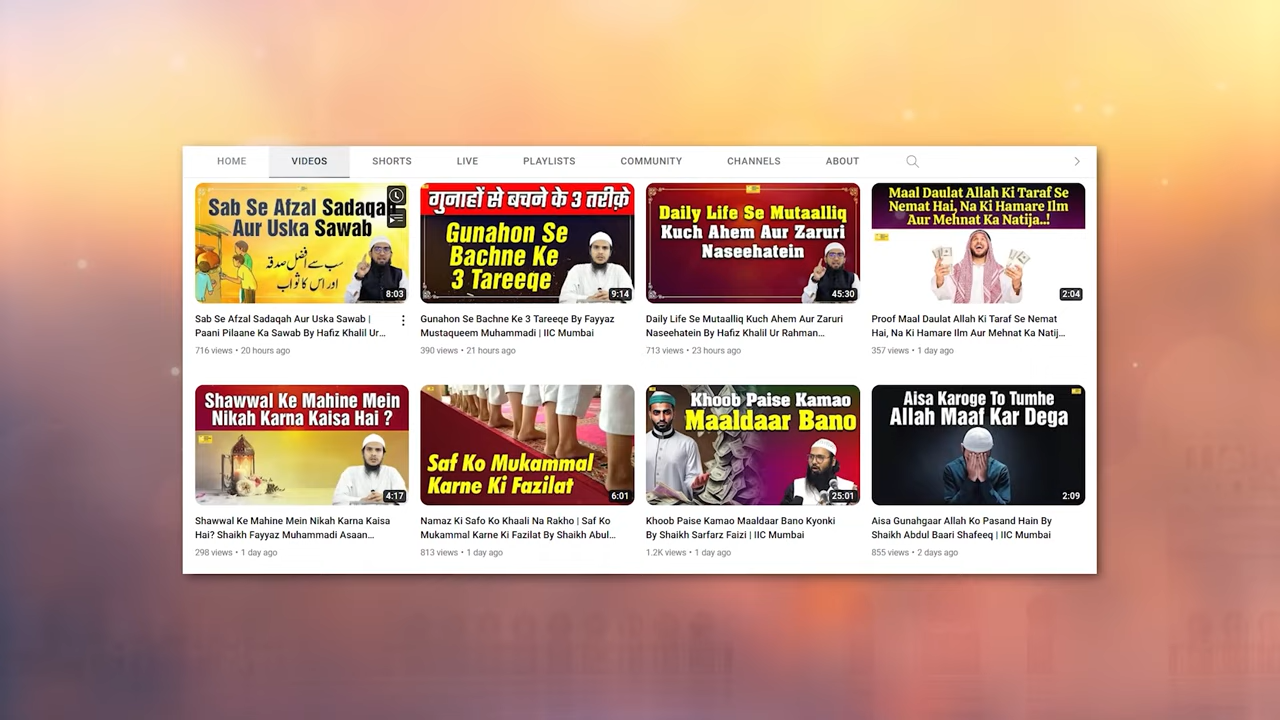 HOME VIDEOS SHORTS LIVE PLAYLISTS COMMUNITY CHANNELS ABOUT
Sab Se Afzal Sadaqa
Aur Uska Sawab
سب سے افضل صدقہ
اور اس کا ثواب
8:03
गुनाहों से बचने के 3 तरीक़े
Gunahon Se
Bachne Ke
3 Tareeqe
9:14
Daily Life Se Mutaalliq
Kuch Ahem Aur Zaruri
Naseehatein
45:30
Maal Daulat Allah Ki Taraf Se
Nemat Hai, Na Ki Hamare Ilm
Aur Mehnat Ka Natija..!
2:04
Sab Se Afzal Sadaqah Aur Uska Sawab |
Paani Pilaane Ka Sawab By Hafiz Khalil Ur...
716 views • 20 hours ago
Gunahon Se Bachne Ke 3 Tareeqe By Fayyaz
Mustaqueem Muhammadi | IIC Mumbai
390 views • 21 hours ago
Daily Life Se Mutaalliq Kuch Ahem Aur Zaruri
Naseehatein By Hafiz Khalil Ur Rahman...
713 views • 23 hours ago
Proof Maal Daulat Allah Ki Taraf Se Nemat
Hai, Na Ki Hamare Ilm Aur Mehnat Ka Natij...
357 views • 1 day ago
Shawwal Ke Mahine Mein
Nikah Karna Kaisa Hai ?
4:17
Saf Ko Mukammal
Karne Ki Fazilat
6:01
Khoob Paise Kamao
Maaldaar Bano
25:01
Aisa Karoge To Tumhe
Allah Maaf Kar Dega
2:09
Shawwal Ke Mahine Mein Nikah Karna Kaisa
Hai? Shaikh Fayyaz Muhammadi Asaan...
298 views • 1 day ago
Namaz Ki Safo Ko Khaali Na Rakho | Saf Ko
Mukammal Karne Ki Fazilat By Shaikh Abul...
813 views • 1 day ago
Khoob Paise Kamao Maaldaar Bano Kyonki
By Shaikh Sarfarz Faizi | IIC Mumbai
1.2K views • 1 day ago
Aisa Gunahgaar Allah Ko Pasand Hain By
Shaikh Abdul Baari Shafeeq | IIC Mumbai
855 views • 2 days ago